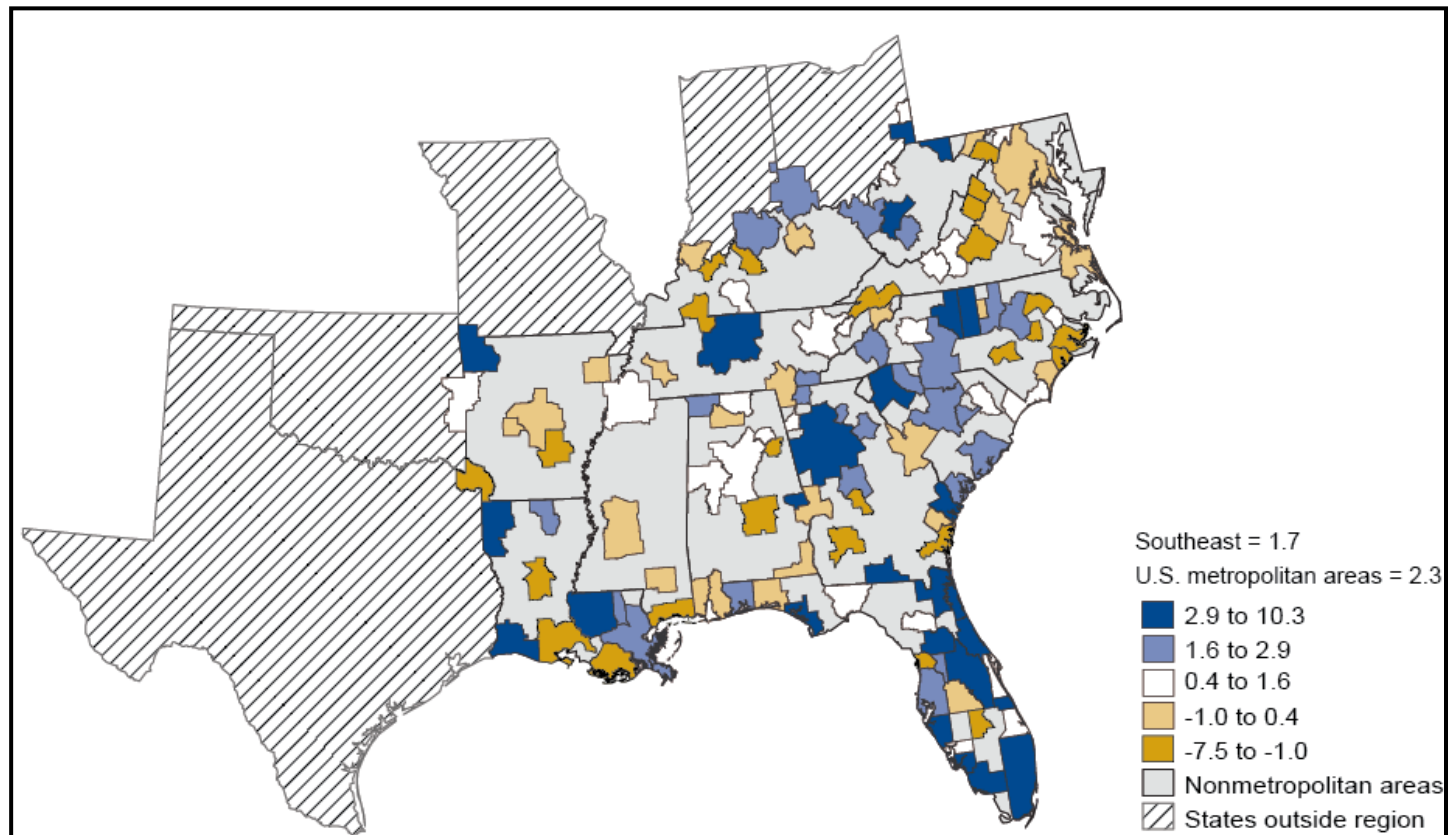 Southeast = 1.7
U.S. metropolitan areas = 2.3
2.9 to 10.3
1.6 to 2.9
0.4 to 1.6
-1.0 to 0.4
-7.5 to -1.0
Nonmetropolitan areas
States outside region